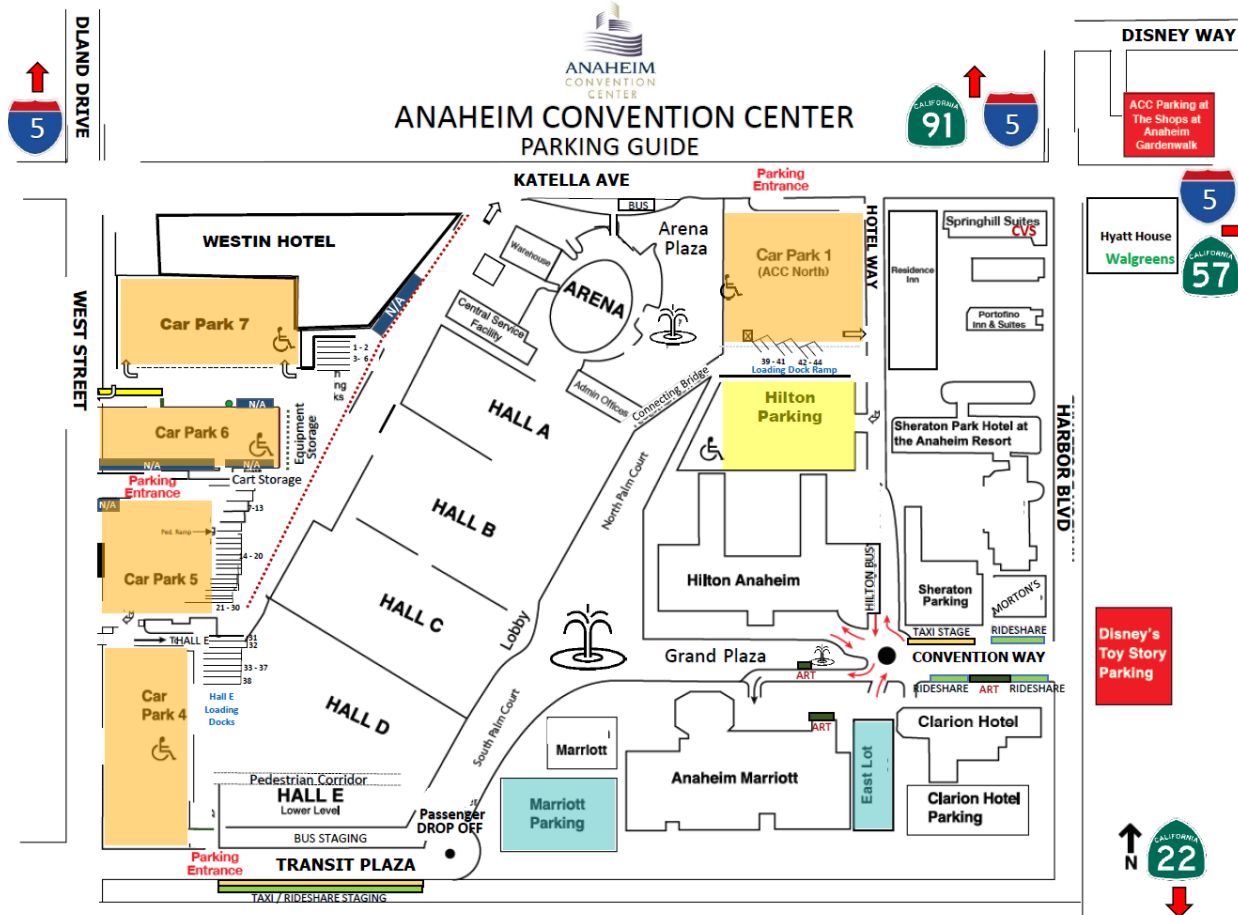 ANAHEIM
CONVENTION
CENTER
ANAHEIM CONVENTION CENTER
PARKING GUIDE
DLAND DRIVE
5
CALIFORNIA
91
5
DISNEY WAY
ACC Parking at
The Shops at
Anaheim
Gardenwalk
KATELLA AVE
Parking
Entrance
BUS
Arena
Plaza
WESTIN HOTEL
Warehouse
ARENA
Central Service
Facility
Admin Offices
Connecting Bridge
Car Park 1
(ACC North)
HOTEL WAY
Residence
Inn
Springhill Suites
CVS
Portofino
Inn & Suites
Hyatt House
Walgreens
5
CALIFORNIA
57
WEST STREET
Car Park 7
N/A
1 - 2
3- 6
ng
ks
X
39 - 41
42 - 44
Loading Dock Ramp
Hilton
Parking
N/A
Car Park 6
N/A
N/A
Equipment
Storage
Cart Storage
Parking
Entrance
N/A
7-13
Ped. Ramp
14 - 20
Car Park 5
21 - 30
HALL E
31
32
33 - 37
38
Hall E
Loading
Docks
Car
Park 4
HALL A
HALL B
HALL C
HALL D
Lobby
North Palm Court
South Palm Court
Sheraton Park Hotel at
the Anaheim Resort
HARBOR BLVD
Hilton Anaheim
HILTON BUS
Sheraton
Parking
MORTON'S
TAXI STAGE
RIDESHARE
Grand Plaza
CONVENTION WAY
ART
RIDESHARE
ART
RIDESHARE
Disney's
Toy Story
Parking
Marriott
Anaheim Marriott
ART
East Lot
Clarion Hotel
Clarion Hotel
Parking
Marriott
Parking
Pedestrian Corridor
HALL E
Lower Level
BUS STAGING
Passenger
DROP OFF
Parking
Entrance
TRANSIT PLAZA
TAXI / RIDESHARE STAGING
N
CALIFORNIA
22